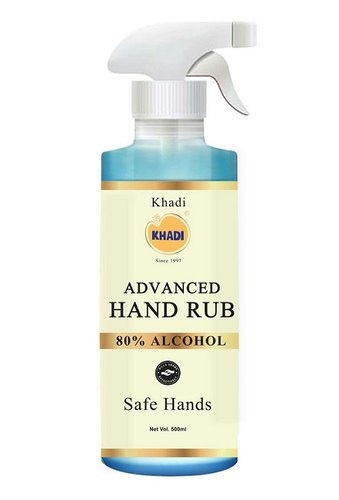 Khadi
KHADI
Since 1997
ADVANCED
HAND RUB
80% ALCOHOL
Safe Hands
Net Vol. 500ml